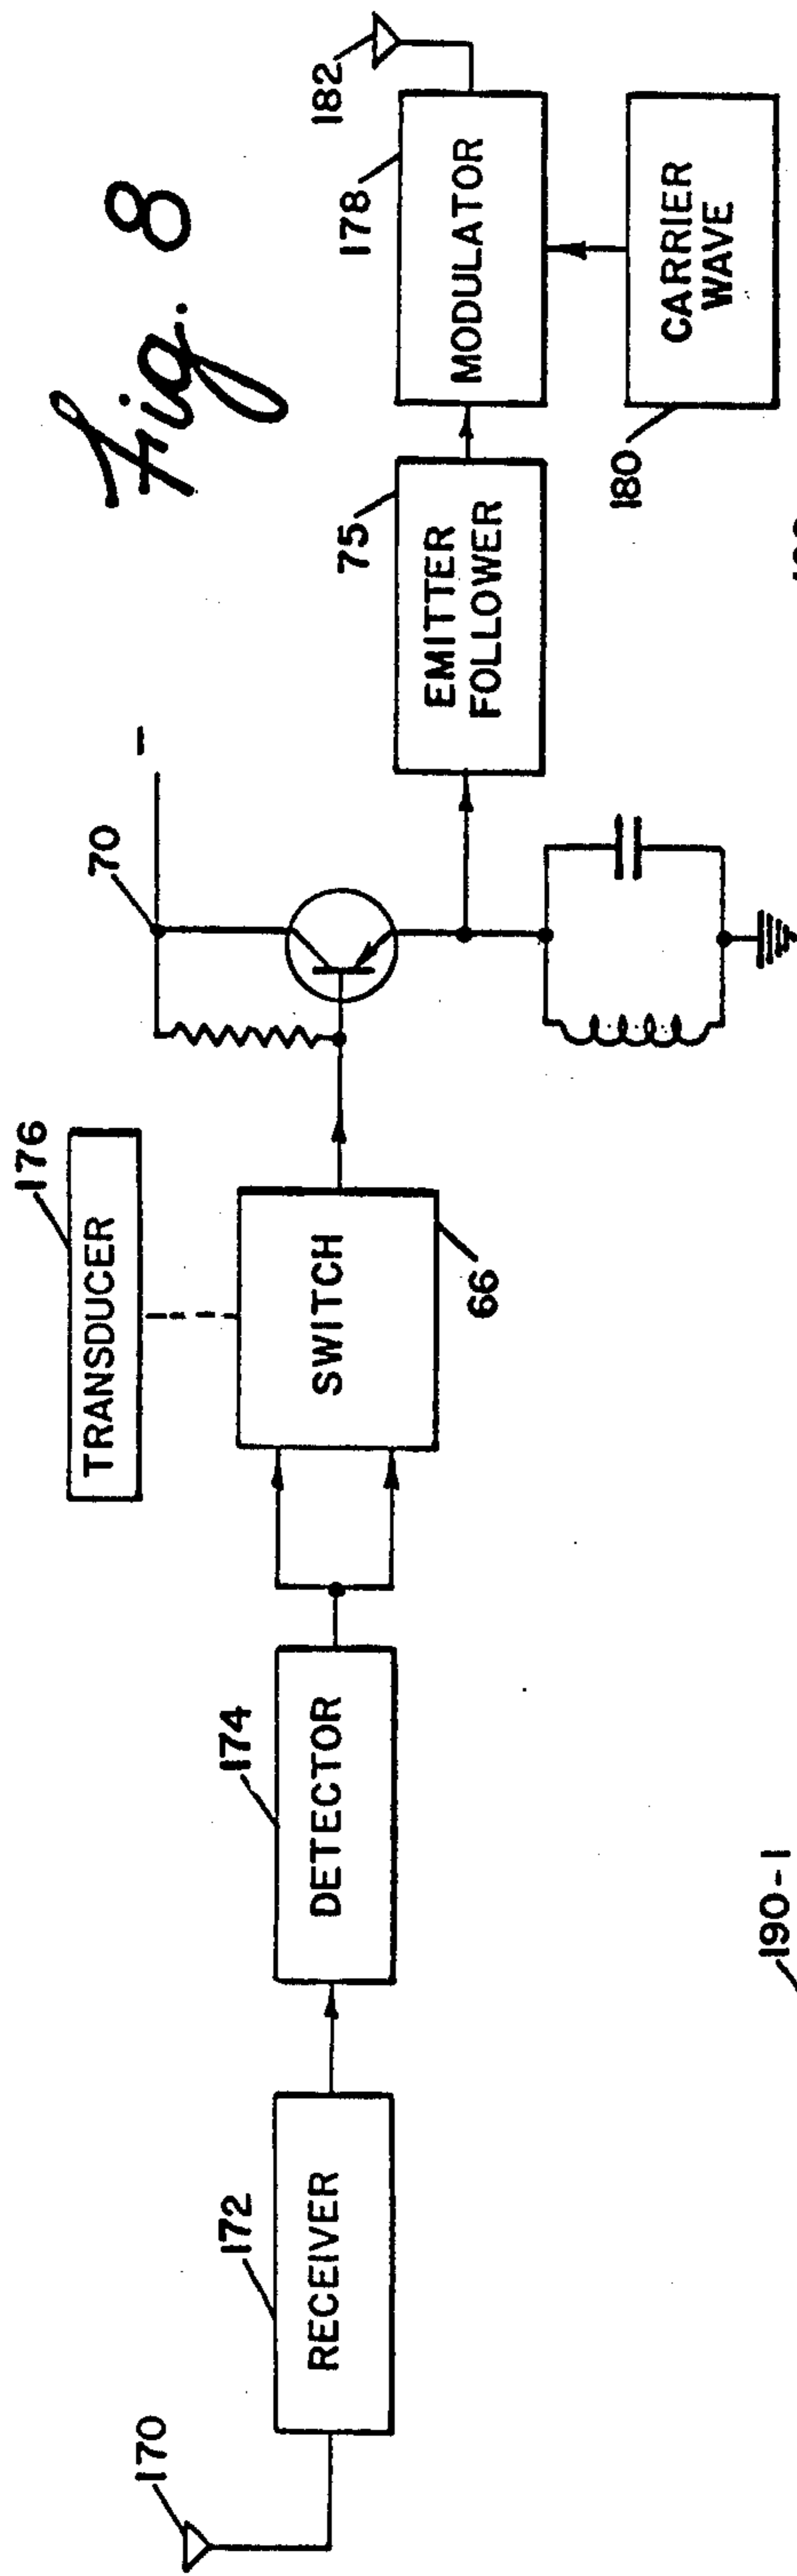 Fig. 8
170
172
RECEIVER
174
DETECTOR
176
TRANSDUCER
SWITCH
66
70
–
75
EMITTER
FOLLOWER
178
MODULATOR
182
180
CARRIER
WAVE
190-1